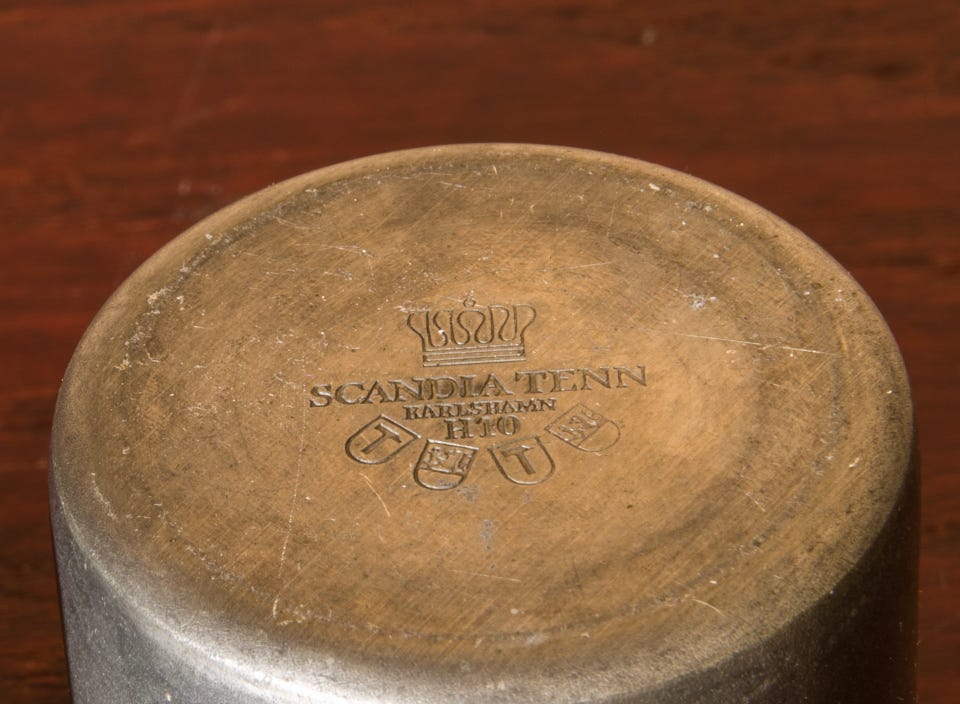 SCANDIA TENN
KARLSHAMN
H10
T T